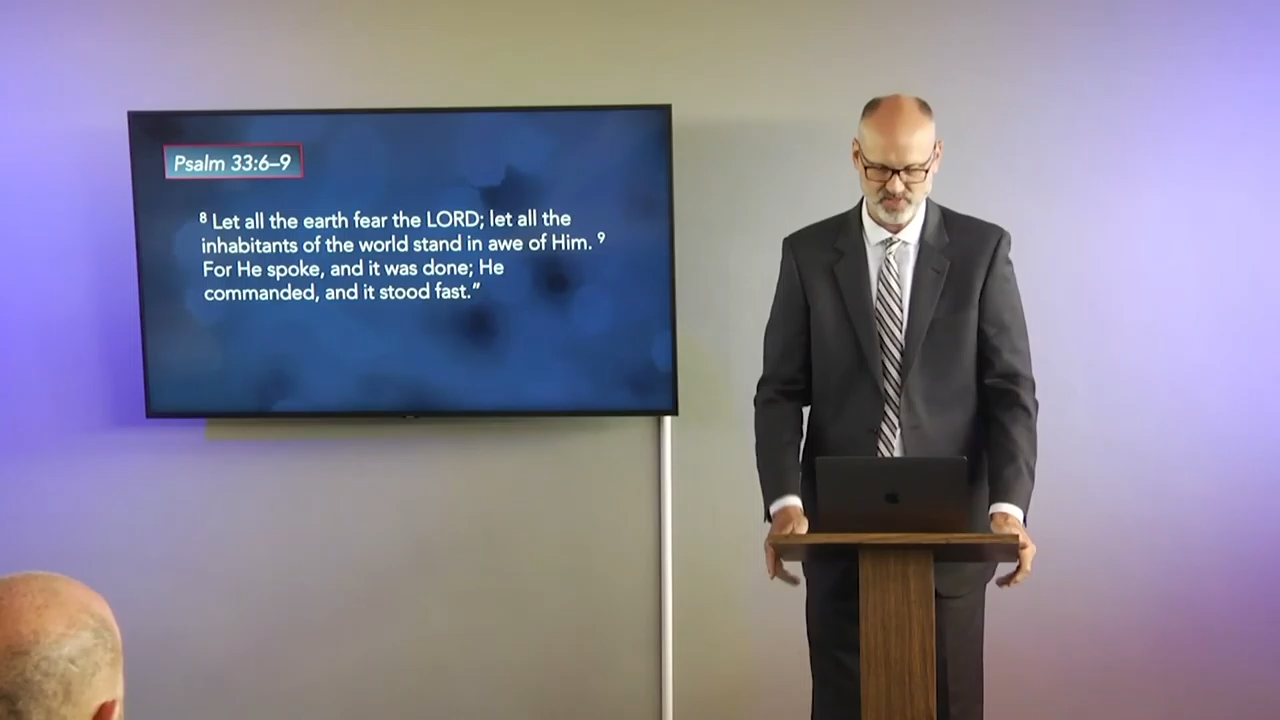 Psalm 33:6–9
8 Let all the earth fear the LORD; let all the
inhabitants of the world stand in awe of Him. 9
For He spoke, and it was done; He
commanded, and it stood fast.”